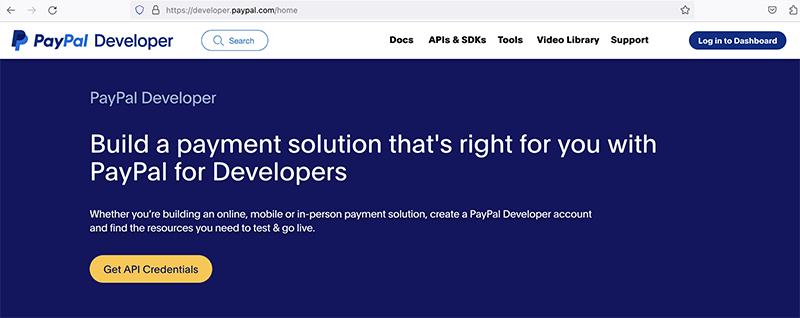 https://developer.paypal.com/home
PayPal Developer
Search
Docs
APIs & SDKs
Tools
Video Library
Support
Log in to Dashboard
PayPal Developer
Build a payment solution that's right for you with
PayPal for Developers
Whether you're building an online, mobile or in-person payment solution, create a PayPal Developer account
and find the resources you need to test & go live.
Get API Credentials